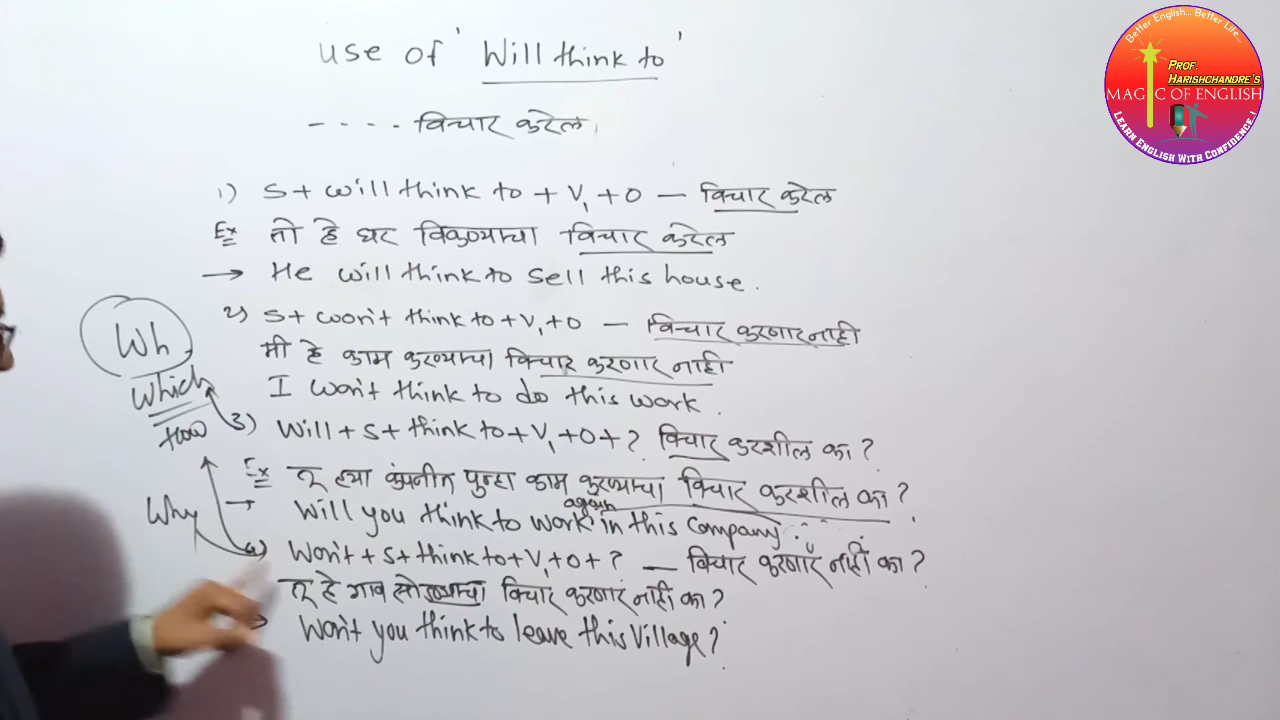 Use of 'Will think to'
- - - - विचार करेल
Better English... Better Life...
PROF. HARISHCHANDRE'S
MAGIC OF ENGLISH
LEARN ENGLISH WITH CONFIDENCE.!
1) S+ will think to + V1 + O — विचार करेल
Ex तो हे घर विकण्याचा विचार करेल
→ He will think to sell this house.
2) S+ won't think to + V1 + O — विचार करणार नाही
मी हे काम करण्याचा विचार करणार नाही
I won't think to do this work.
Wh
which
How
Why
3) Will + S + think to + V1 + O + ? विचार करशील का?
Ex तू ह्या कंपनीत पुन्हा काम करण्याचा विचार करशील का?
→ Will you think to work again in this Company
4) Won't + S + think to + V1 + O + ? — विचार करणार नाही का?
तू हे गाव सोडण्याचा विचार करणार नाही का?
→ Won't you think to leave this Village?